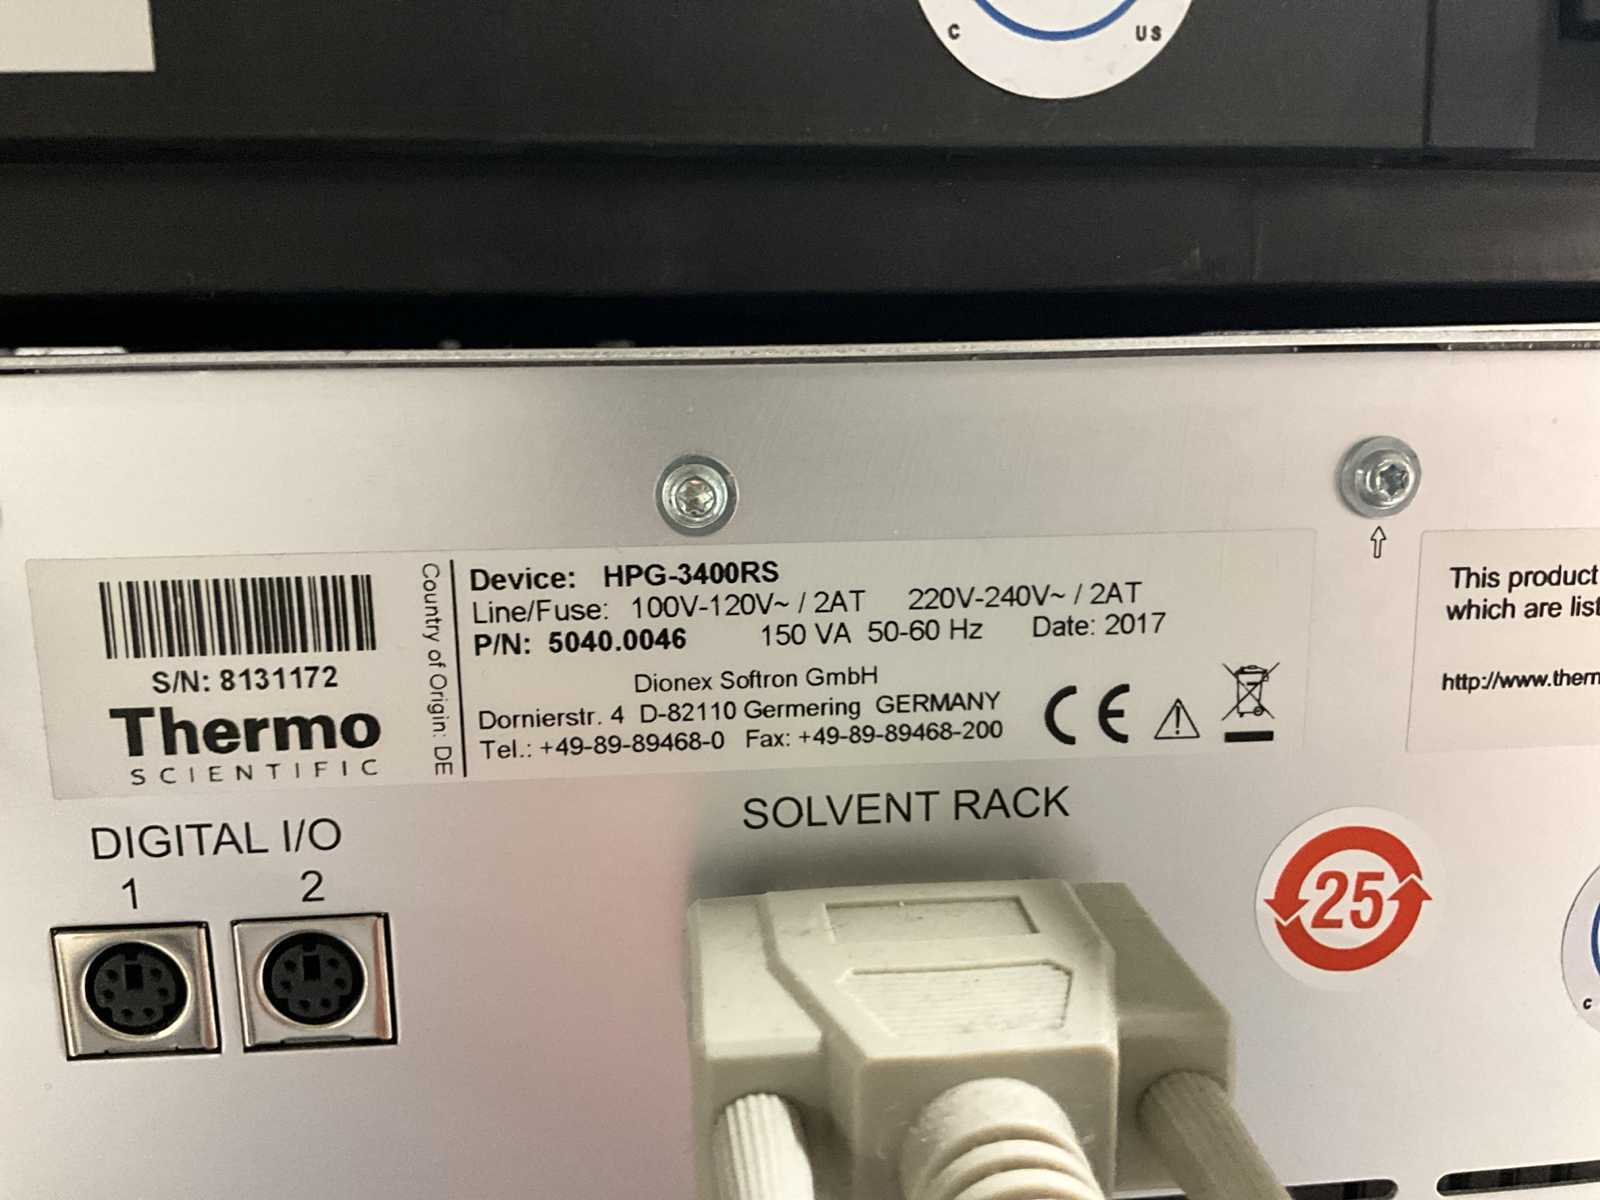 C US
Device: HPG-3400RS
Line/Fuse: 100V-120V~ / 2AT 220V-240V~ / 2AT
P/N: 5040.0046 150 VA 50-60 Hz Date: 2017
Dionex Softron GmbH
Dornierstr. 4 D-82110 Germering GERMANY
Tel.: +49-89-89468-0 Fax: +49-89-89468-200
CE
Country of Origin: DE
S/N: 8131172
Thermo
SCIENTIFIC
This product
which are list
http://www.therm
DIGITAL I/O
1 2
SOLVENT RACK
25
C